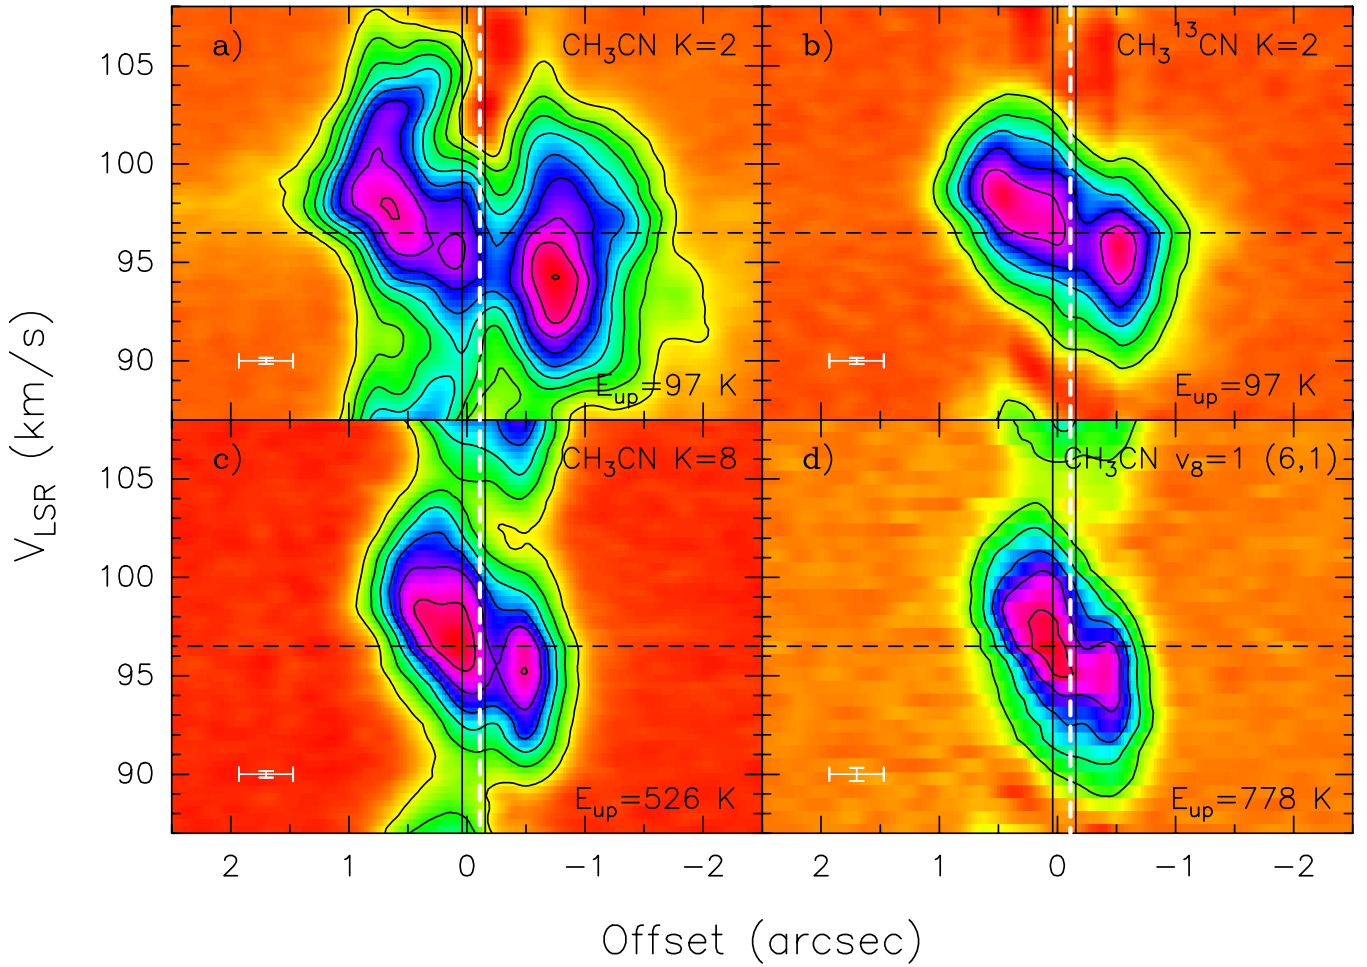 a) CH₃CN K=2
b) CH₃¹³CN K=2
105
100
95
90
E_up=97 K
E_up=97 K
c) CH₃CN K=8
d) CH₃CN v₈=1 (6,1)
105
100
95
90
E_up=526 K
E_up=778 K
V_LSR (km/s)
2 1 0 −1 −2
2 1 0 −1 −2
Offset (arcsec)